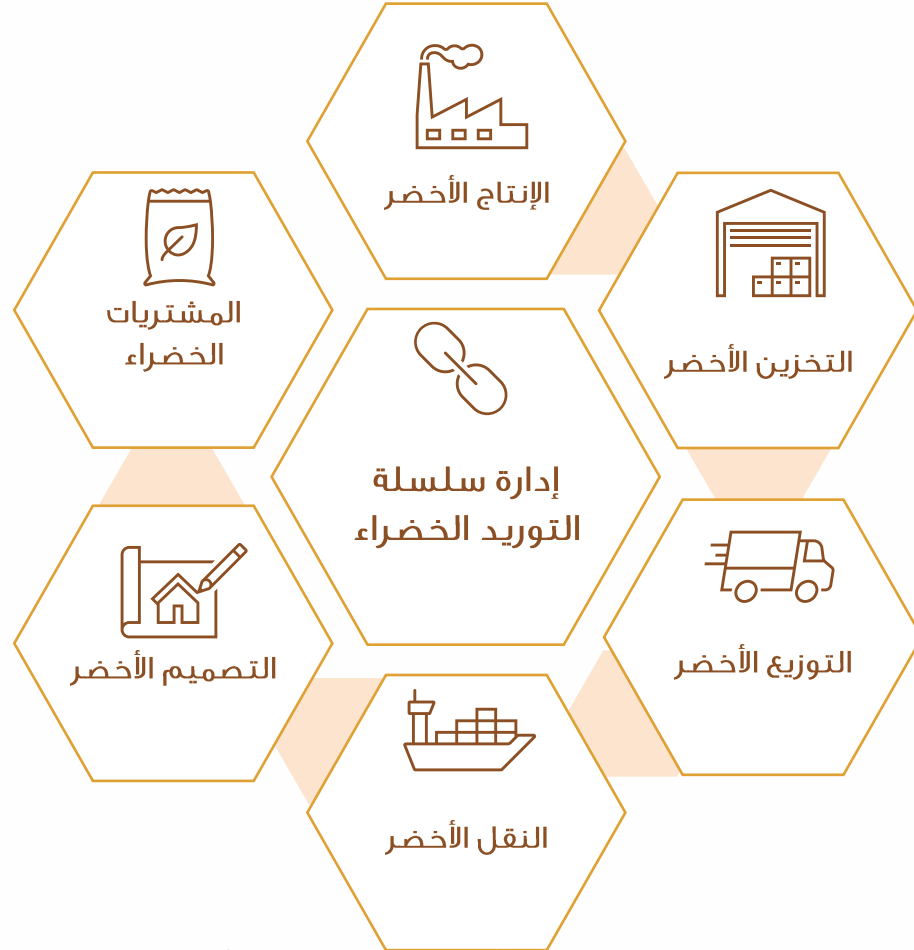 الإنتاج الأخضر
المشتريات
الخضراء
التخزين الأخضر
إدارة سلسلة
التوريد الخضراء
التصميم الأخضر
التوزيع الأخضر
النقل الأخضر